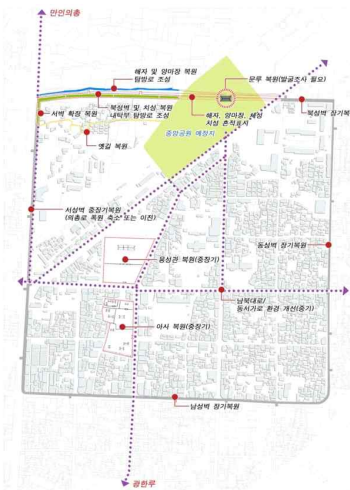 만인의총
해자 및 양마장 복원
탐방로 조성
문루 복원(발굴조사 필요)
서벽 확장 복원
북성벽 및 치성 복원
내탁부 탐방로 조성
해자, 양마장,
치성 흔적표시
북성벽 장기복
중앙공원 예정지
옛길 복원
서성벽 중장기복원
(의총로 폭원 축소 또는 이전)
동성벽 장기복원
용성관 복원(중장기)
남북대로/
동서가로 환경 개선(중기)
아사 복원(중장기)
남성벽 장기복원
광한루